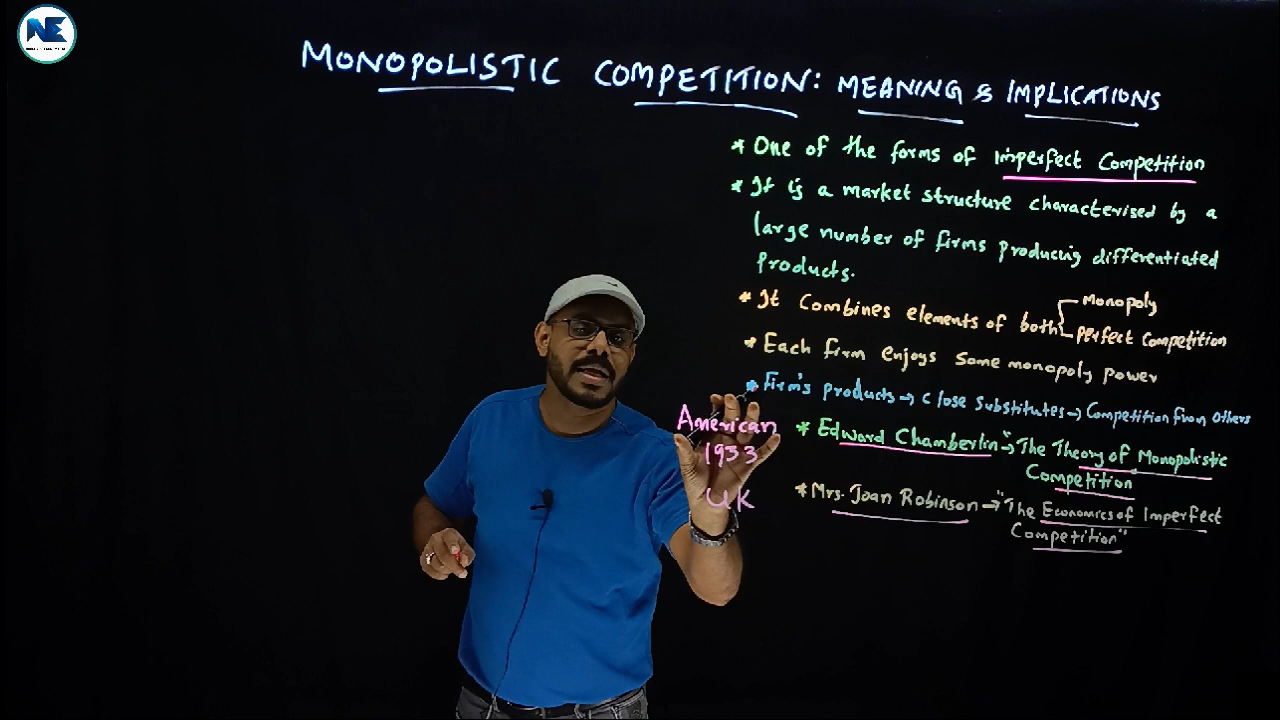 NE
MONOPOLISTIC COMPETITION: MEANING & IMPLICATIONS
* One of the forms of Imperfect Competition
* It is a market structure characterised by a
large number of firms producing differentiated
products.
* It combines elements of both Monopoly
perfect Competition
* Each firm enjoys some monopoly power
* Firm's products → Close Substitutes → Competition from others
American
1933
* Edward Chamberlin → The Theory of Monopolistic
Competition
UK
* Mrs. Joan Robinson → "The Economics of Imperfect
Competition"